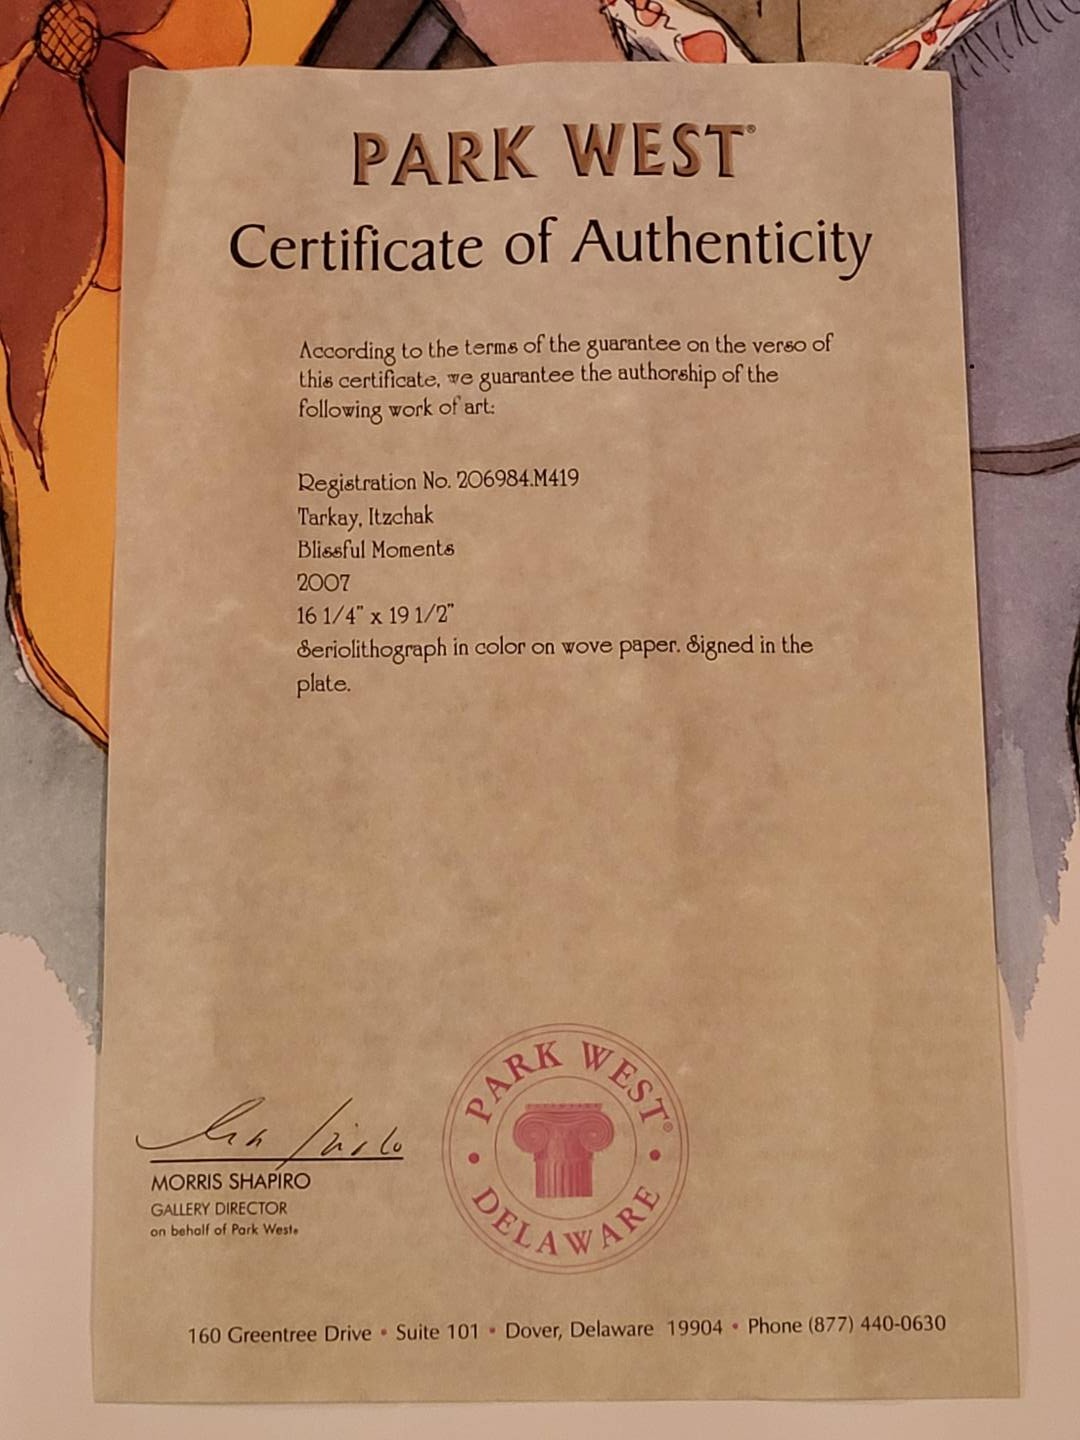 PARK WEST®
Certificate of Authenticity
According to the terms of the guarantee on the verso of
this certificate, we guarantee the authorship of the
following work of art:
Registration No. 206984.M419
Tarkay, Itzchak
Blissful Moments
2007
16 1/4" x 19 1/2"
Seriolithograph in color on wove paper. Signed in the
plate.
MORRIS SHAPIRO
GALLERY DIRECTOR
on behalf of Park West®
PARK WEST®
• DELAWARE •
160 Greentree Drive • Suite 101 • Dover, Delaware 19904 • Phone (877) 440-0630